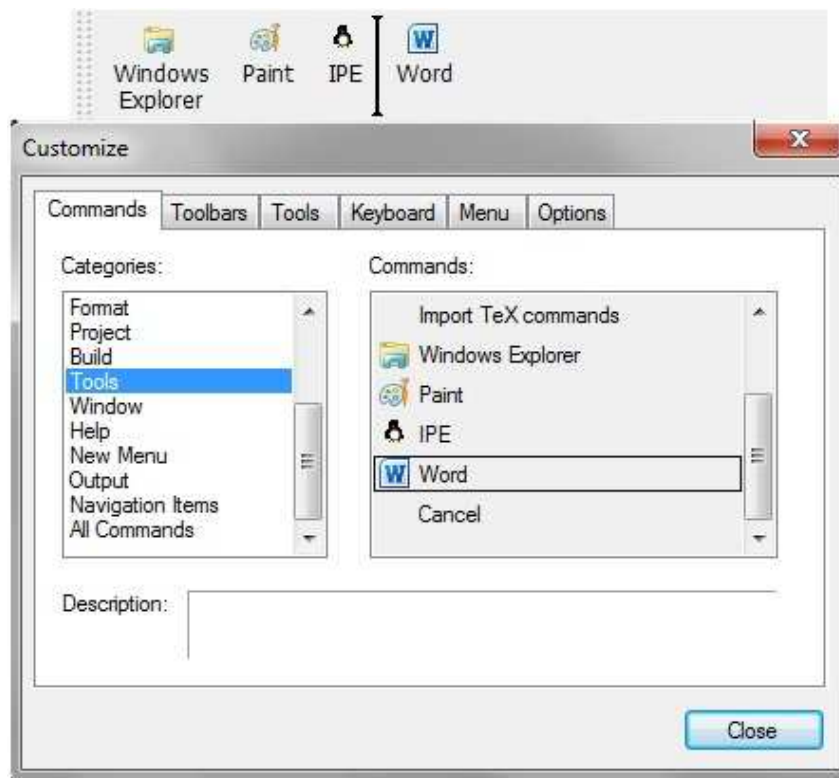 Windows Explorer
Paint
IPE
Word
Customize
Commands
Toolbars
Tools
Keyboard
Menu
Options
Categories:
Commands:
Format
Project
Build
Tools
Window
Help
New Menu
Output
Navigation Items
All Commands
Import TeX commands
Windows Explorer
Paint
IPE
Word
Cancel
Description:
Close